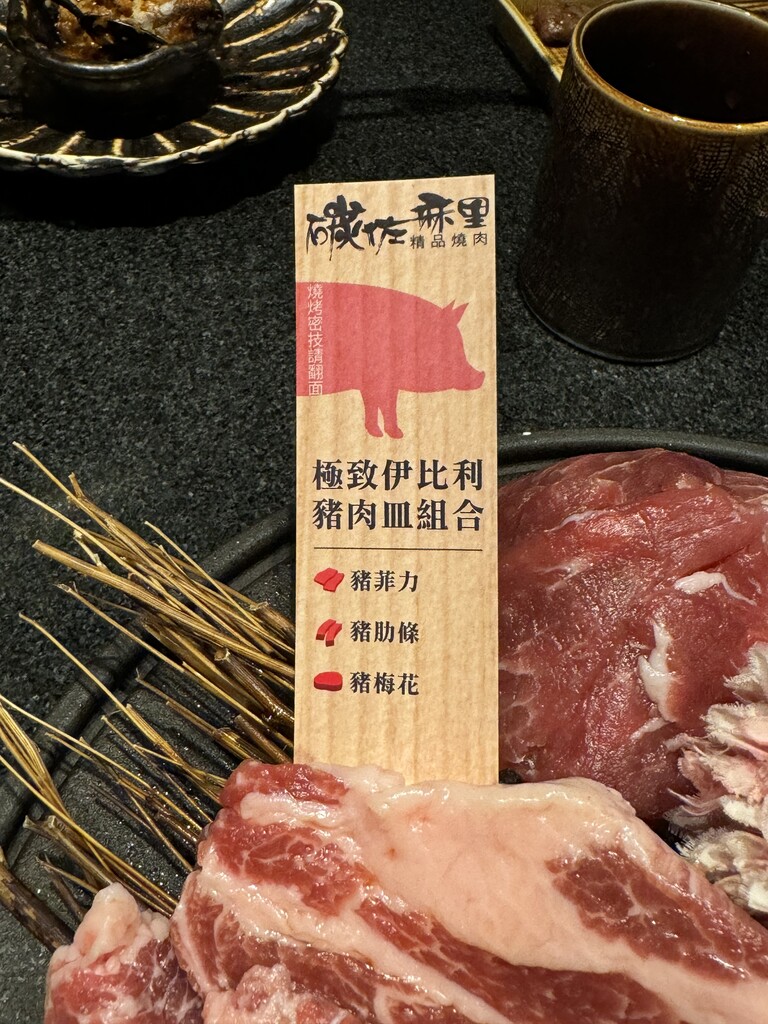 磯佐麻里
精品燒肉
燒烤密技請翻面
極致伊比利
豬肉皿組合
豬菲力
豬肋條
豬梅花